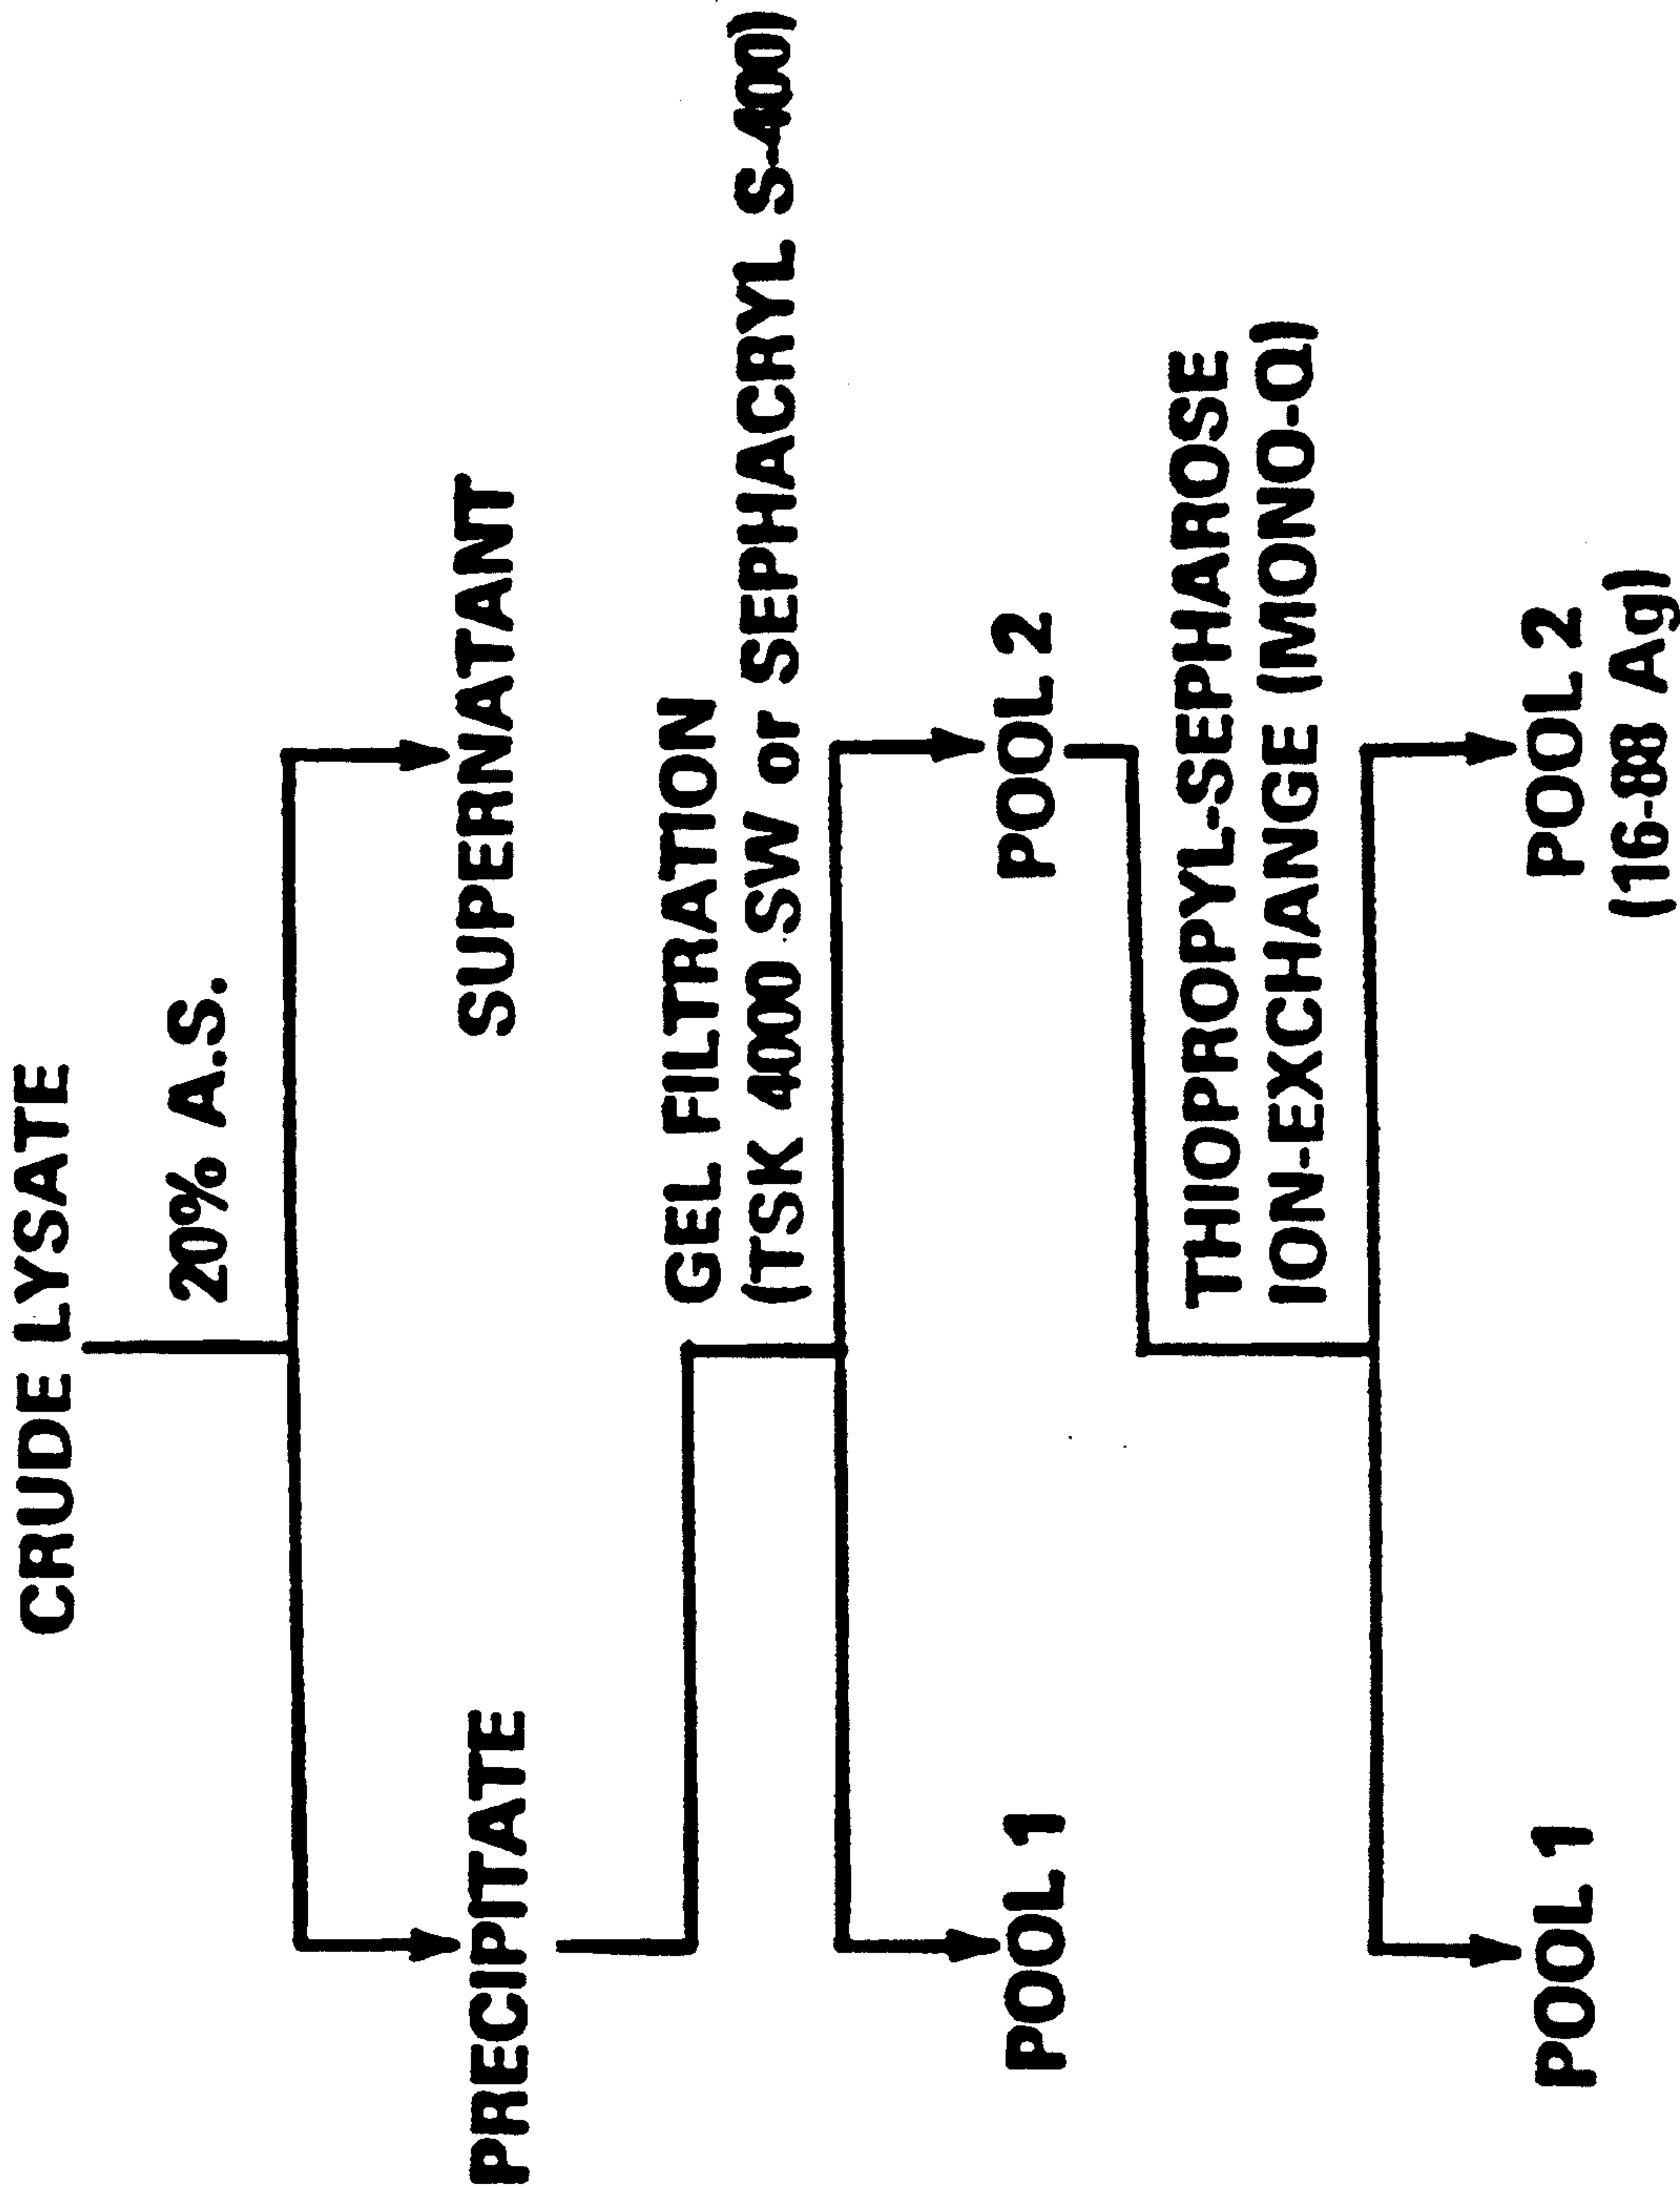 CRUDE LYSATE
20% A.S.
PRECIPITATE
SUPERNATANT
GEL FILTRATION
(TSK 4000 SW or SEPHACRYL S-400)
POOL 1
POOL 2
THIOPROPYL-SEPHAROSE
ION-EXCHANGE (MONO-Q)
POOL 1
POOL 2
(16-88 Ag)